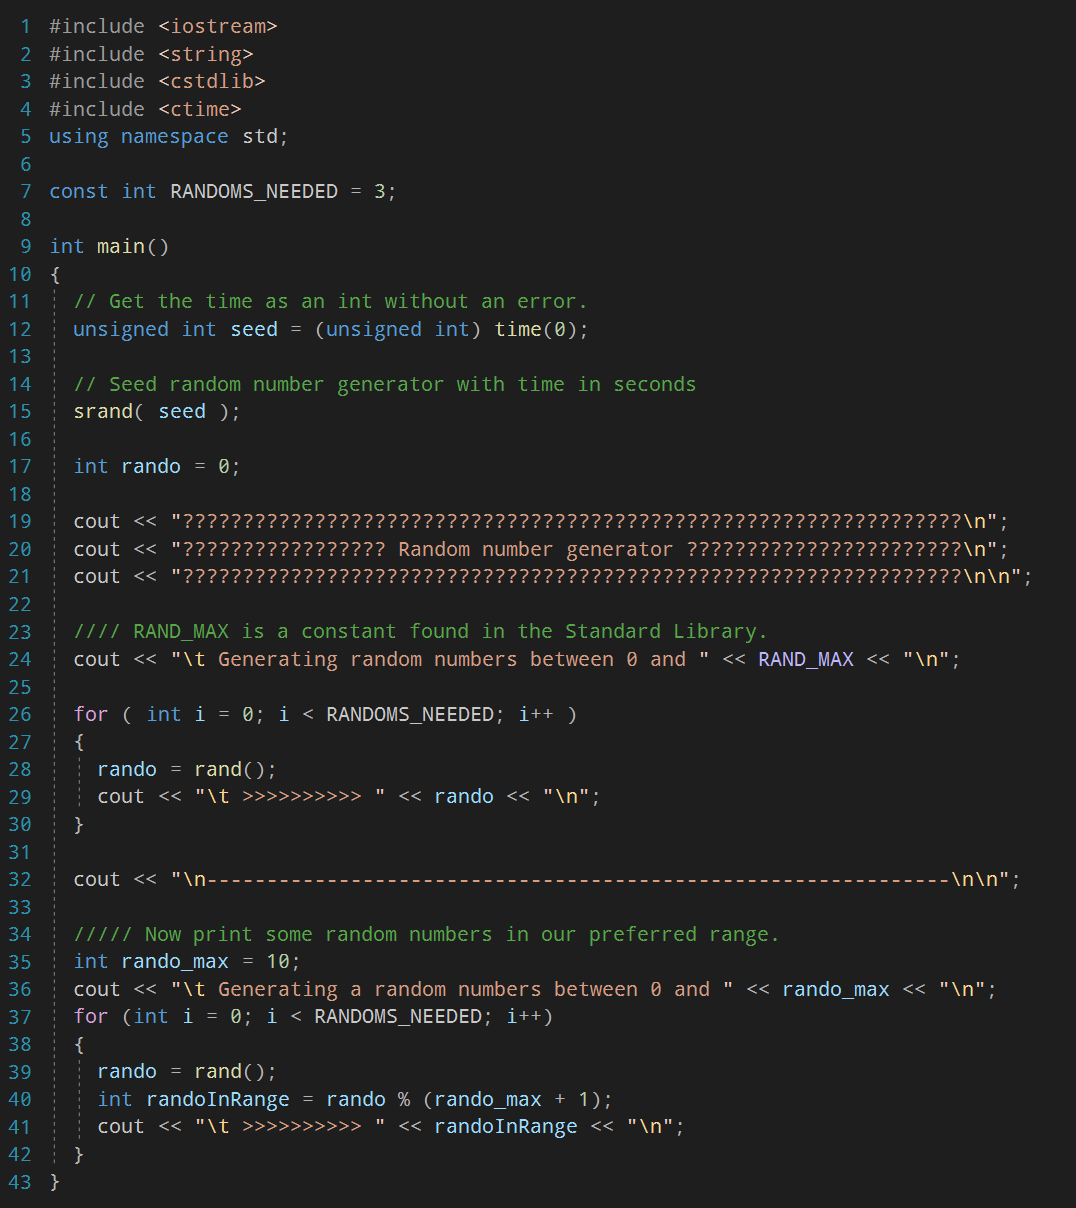 1 #include <iostream>
2 #include <string>
3 #include <cstdlib>
4 #include <ctime>
5 using namespace std;
6
7 const int RANDOMS_NEEDED = 3;
8
9 int main()
10 {
11   // Get the time as an int without an error.
12   unsigned int seed = (unsigned int) time(0);
13
14   // Seed random number generator with time in seconds
15   srand( seed );
16
17   int rando = 0;
18
19   cout << "?????????????????????????????????????????????????????????????????\n";
20   cout << "????????????????? Random number generator ???????????????????????\n";
21   cout << "?????????????????????????????????????????????????????????????????\n\n";
22
23   //// RAND_MAX is a constant found in the Standard Library.
24   cout << "\t Generating random numbers between 0 and " << RAND_MAX << "\n";
25
26   for ( int i = 0; i < RANDOMS_NEEDED; i++ )
27   {
28     rando = rand();
29     cout << "\t >>>>>>>>>> " << rando << "\n";
30   }
31
32   cout << "\n--------------------------------------------------------------\n\n";
33
34   ///// Now print some random numbers in our preferred range.
35   int rando_max = 10;
36   cout << "\t Generating a random numbers between 0 and " << rando_max << "\n";
37   for (int i = 0; i < RANDOMS_NEEDED; i++)
38   {
39     rando = rand();
40     int randoInRange = rando % (rando_max + 1);
41     cout << "\t >>>>>>>>>> " << randoInRange << "\n";
42   }
43 }